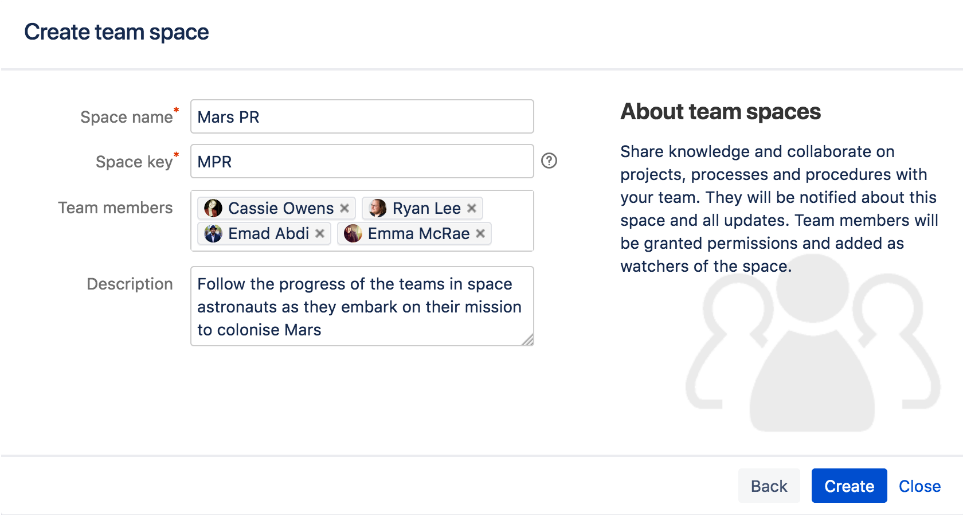 Create team space
Space name*
Mars PR
Space key*
MPR
Team members
Cassie Owens ×
Ryan Lee ×
Emad Abdi ×
Emma McRae ×
Description
Follow the progress of the teams in space
astronauts as they embark on their mission
to colonise Mars
About team spaces
Share knowledge and collaborate on
projects, processes and procedures with
your team. They will be notified about this
space and all updates. Team members will
be granted permissions and added as
watchers of the space.
Back
Create
Close